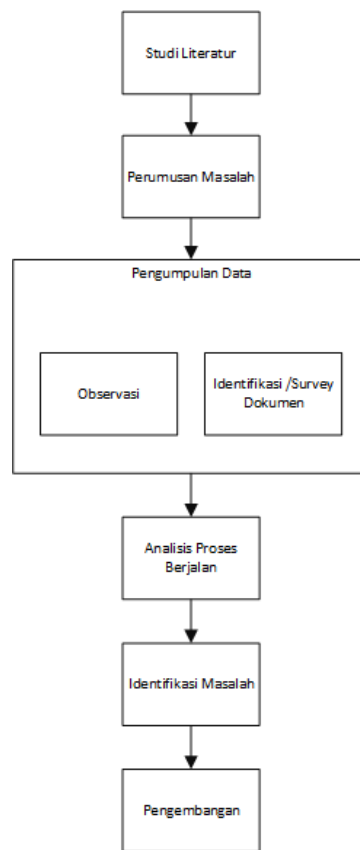 Studi Literatur
Perumusan Masalah
Pengumpulan Data
Observasi
Identifikasi /Survey
Dokumen
Analisis Proses
Berjalan
Identifikasi Masalah
Pengembangan